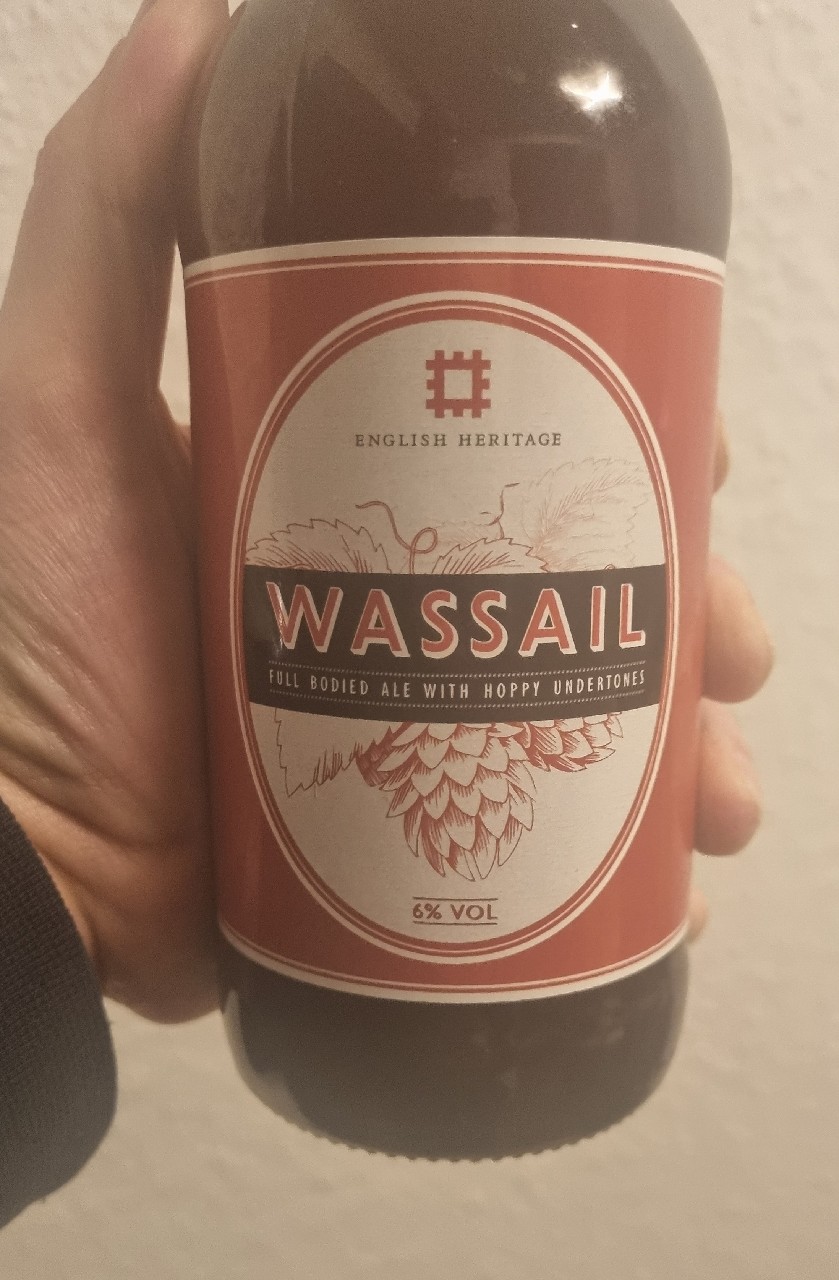 ENGLISH HERITAGE
WASSAIL
FULL BODIED ALE WITH HOPPY UNDERTONES
6% VOL